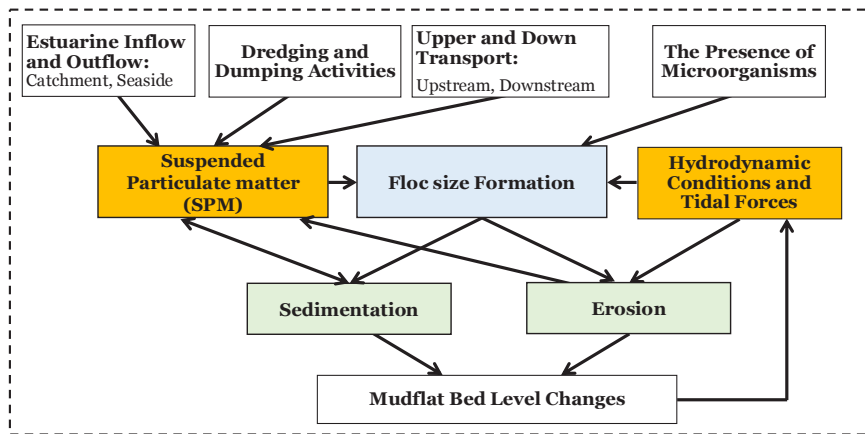 Estuarine Inflow
and Outflow:
Catchment, Seaside
Dredging and
Dumping Activities
Upper and Down
Transport:
Upstream, Downstream
The Presence of
Microorganisms
Suspended
Particulate matter
(SPM)
Floc size Formation
Hydrodynamic
Conditions and
Tidal Forces
Sedimentation
Erosion
Mudflat Bed Level Changes